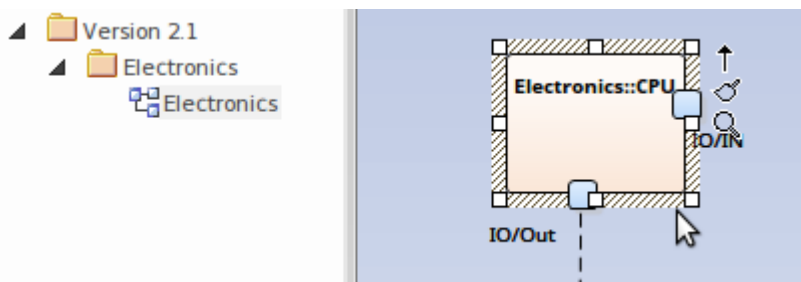 Version 2.1
Electronics
Electronics
Electronics::CPU
IO/IN
IO/Out